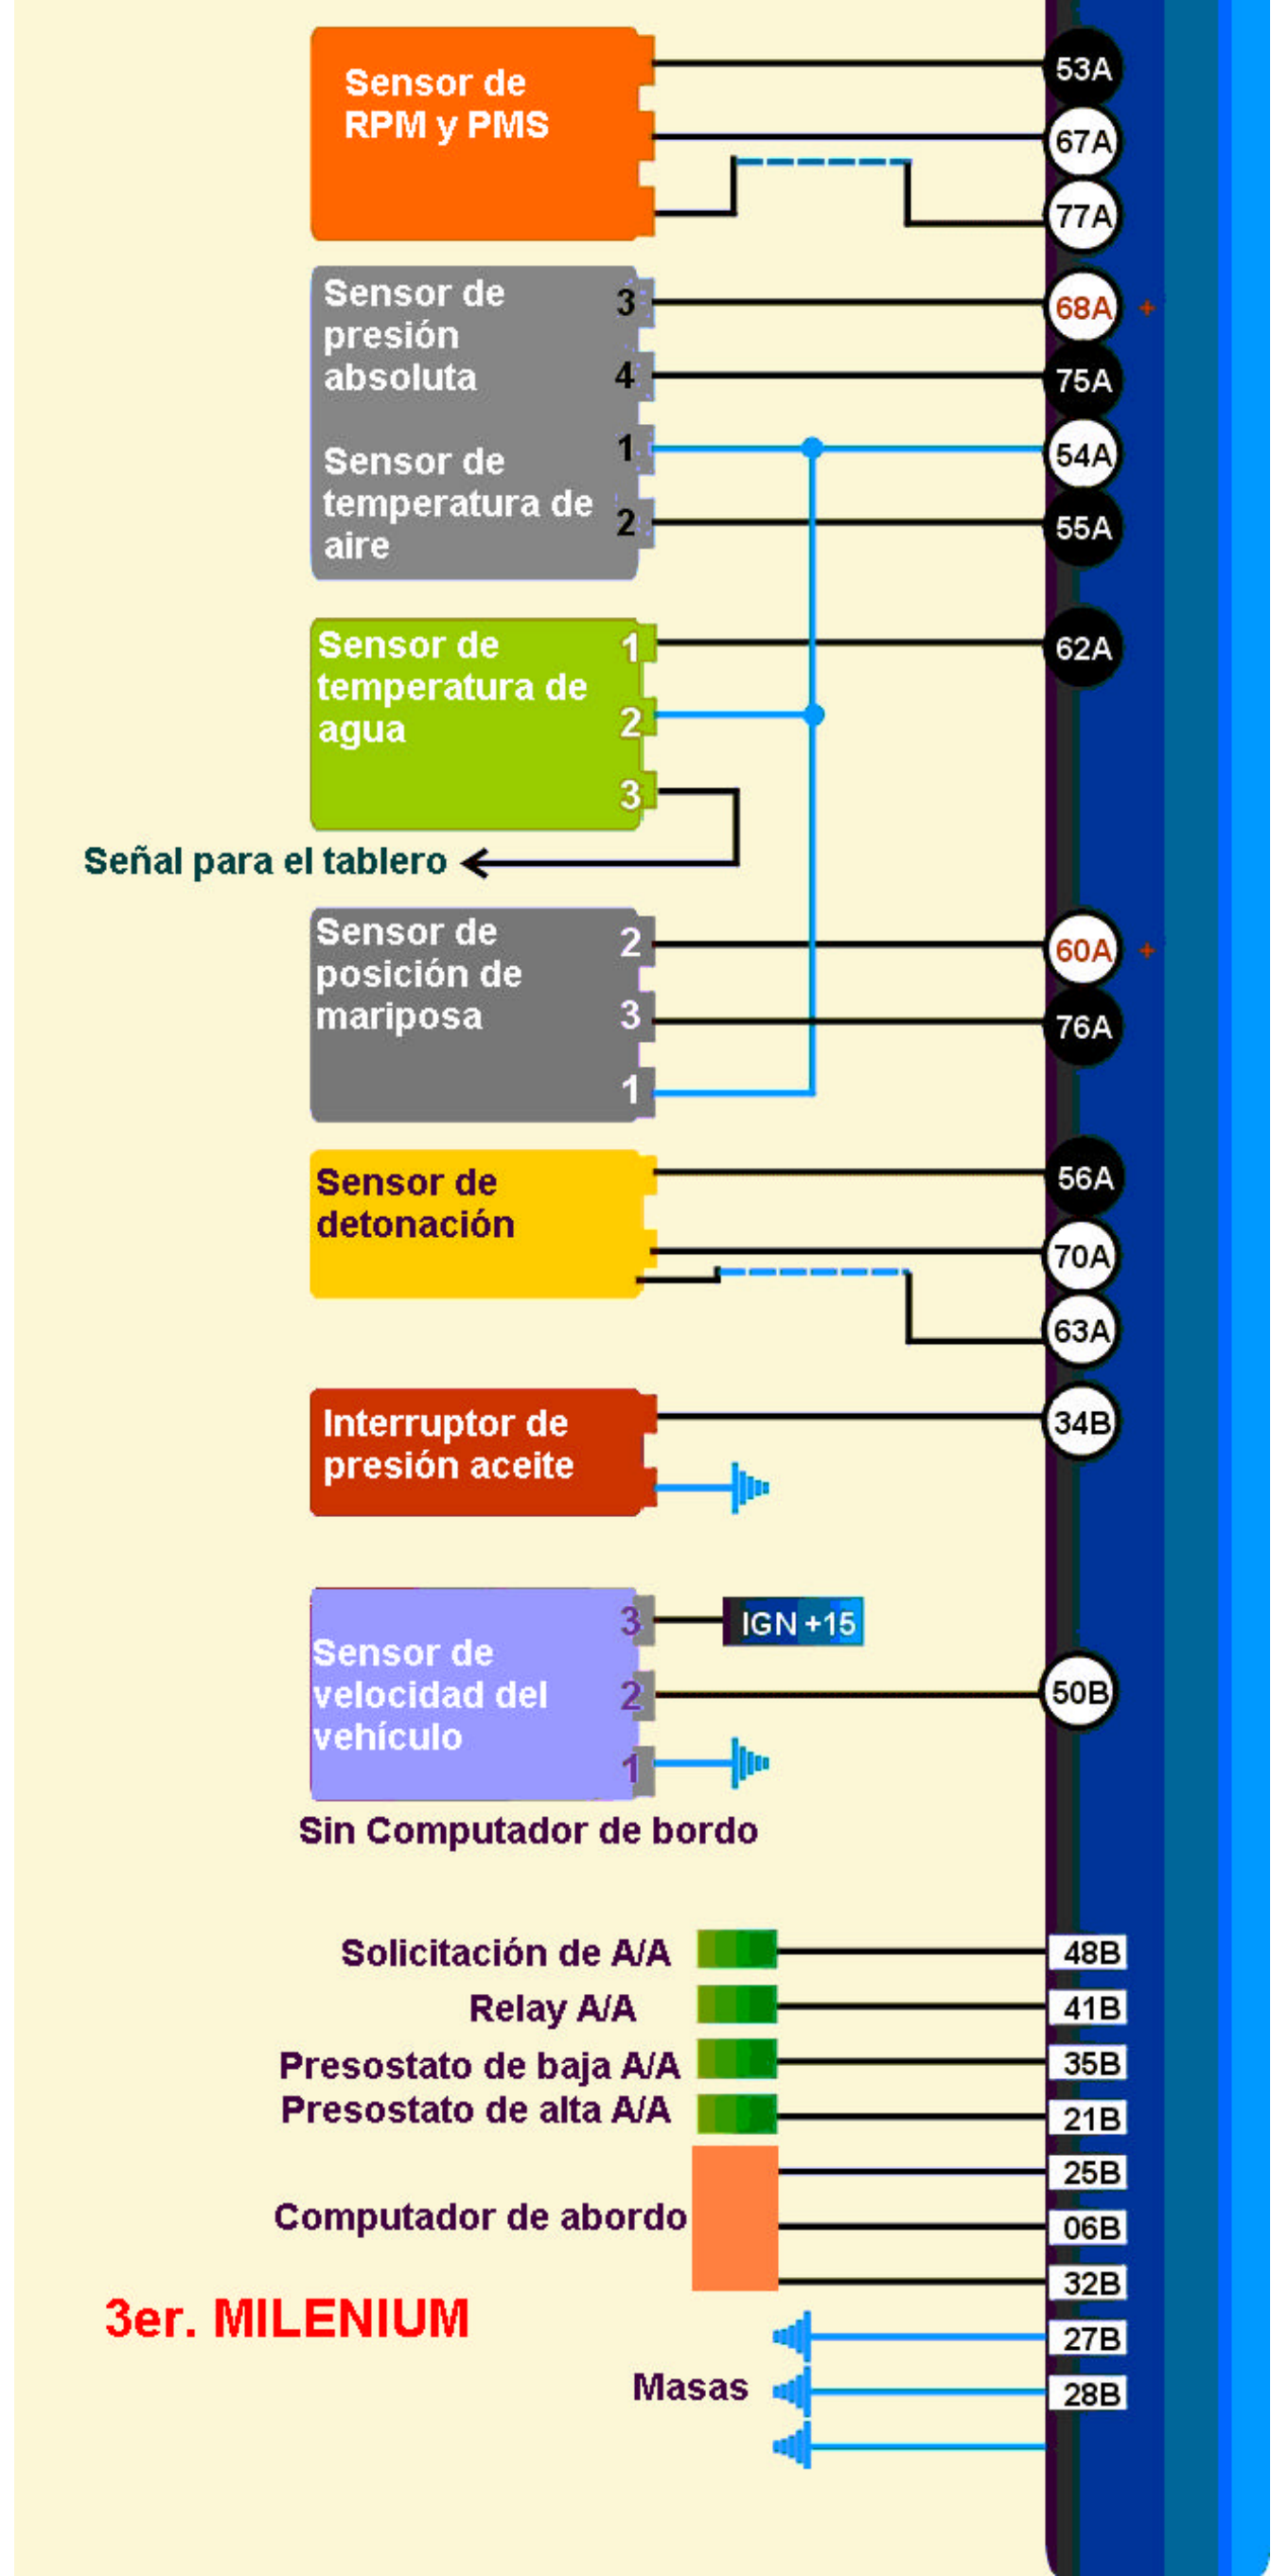 Sensor de
RPM y PMS
53A
67A
77A
Sensor de
presión
absoluta
Sensor de
temperatura de
aire
3
4
1
2
68A +
75A
54A
55A
Sensor de
temperatura de
agua
1
2
3
62A
Señal para el tablero
Sensor de
posición de
mariposa
2
3
1
60A +
76A
Sensor de
detonación
56A
70A
63A
Interruptor de
presión aceite
34B
Sensor de
velocidad del
vehículo
3
2
1
IGN +15
50B
Sin Computador de bordo
Solicitación de A/A 48B
Relay A/A 41B
Presostato de baja A/A 35B
Presostato de alta A/A 21B
25B
Computador de abordo 06B
32B
3er. MILENIUM
27B
Masas 28B